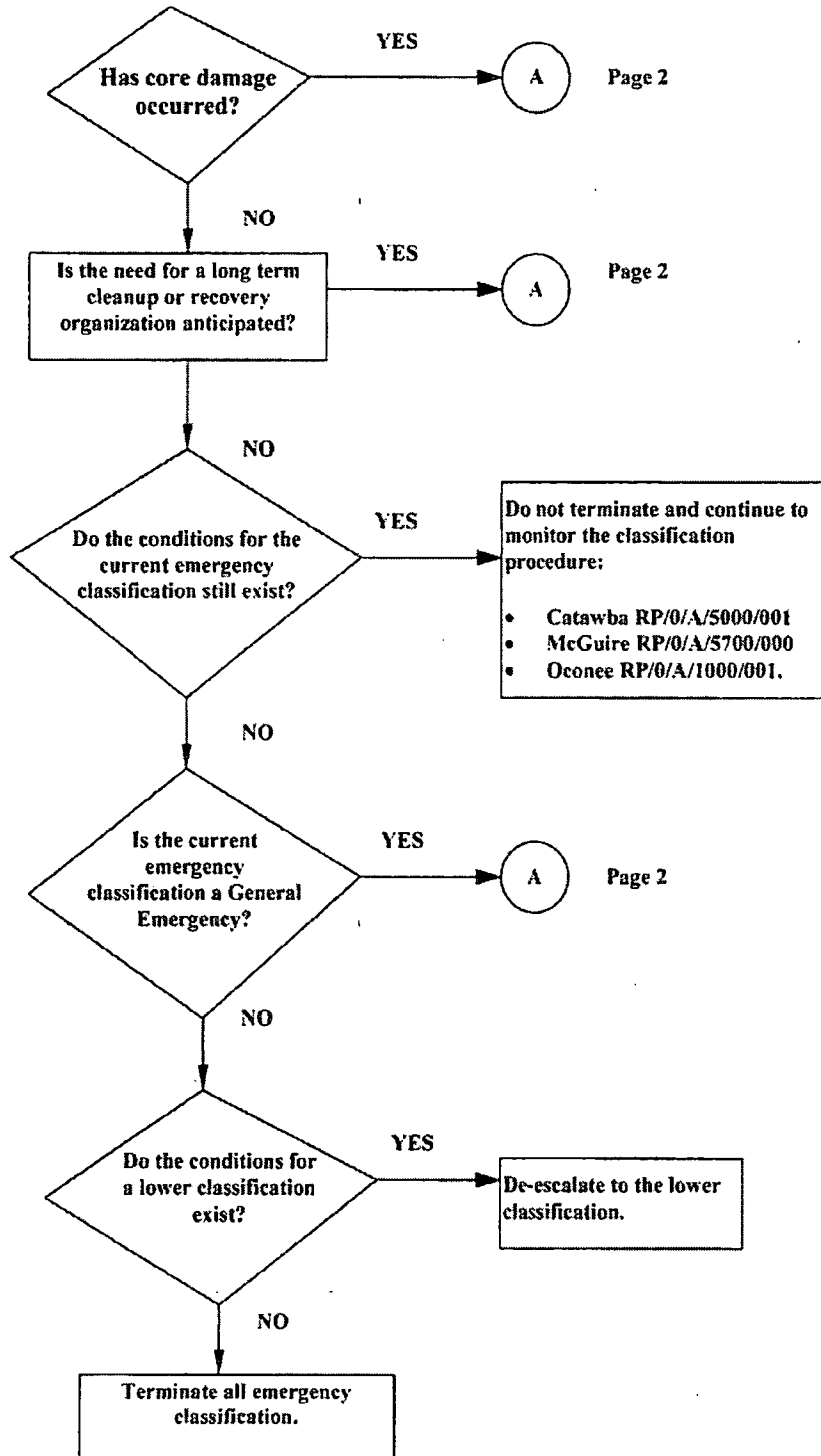 YES
Has core damage
occurred?
A
Page 2
NO
Is the need for a long term
cleanup or recovery
organization anticipated?
YES
A
Page 2
NO
Do the conditions for the
current emergency
classification still exist?
YES
Do not terminate and continue to
monitor the classification
procedure:
• Catawba RP/0/A/5000/001
• McGuire RP/0/A/5700/000
• Oconee RP/0/A/1000/001.
NO
Is the current
emergency
classification a General
Emergency?
YES
A
Page 2
NO
Do the conditions for
a lower classification
exist?
YES
De-escalate to the lower
classification.
NO
Terminate all emergency
classification.